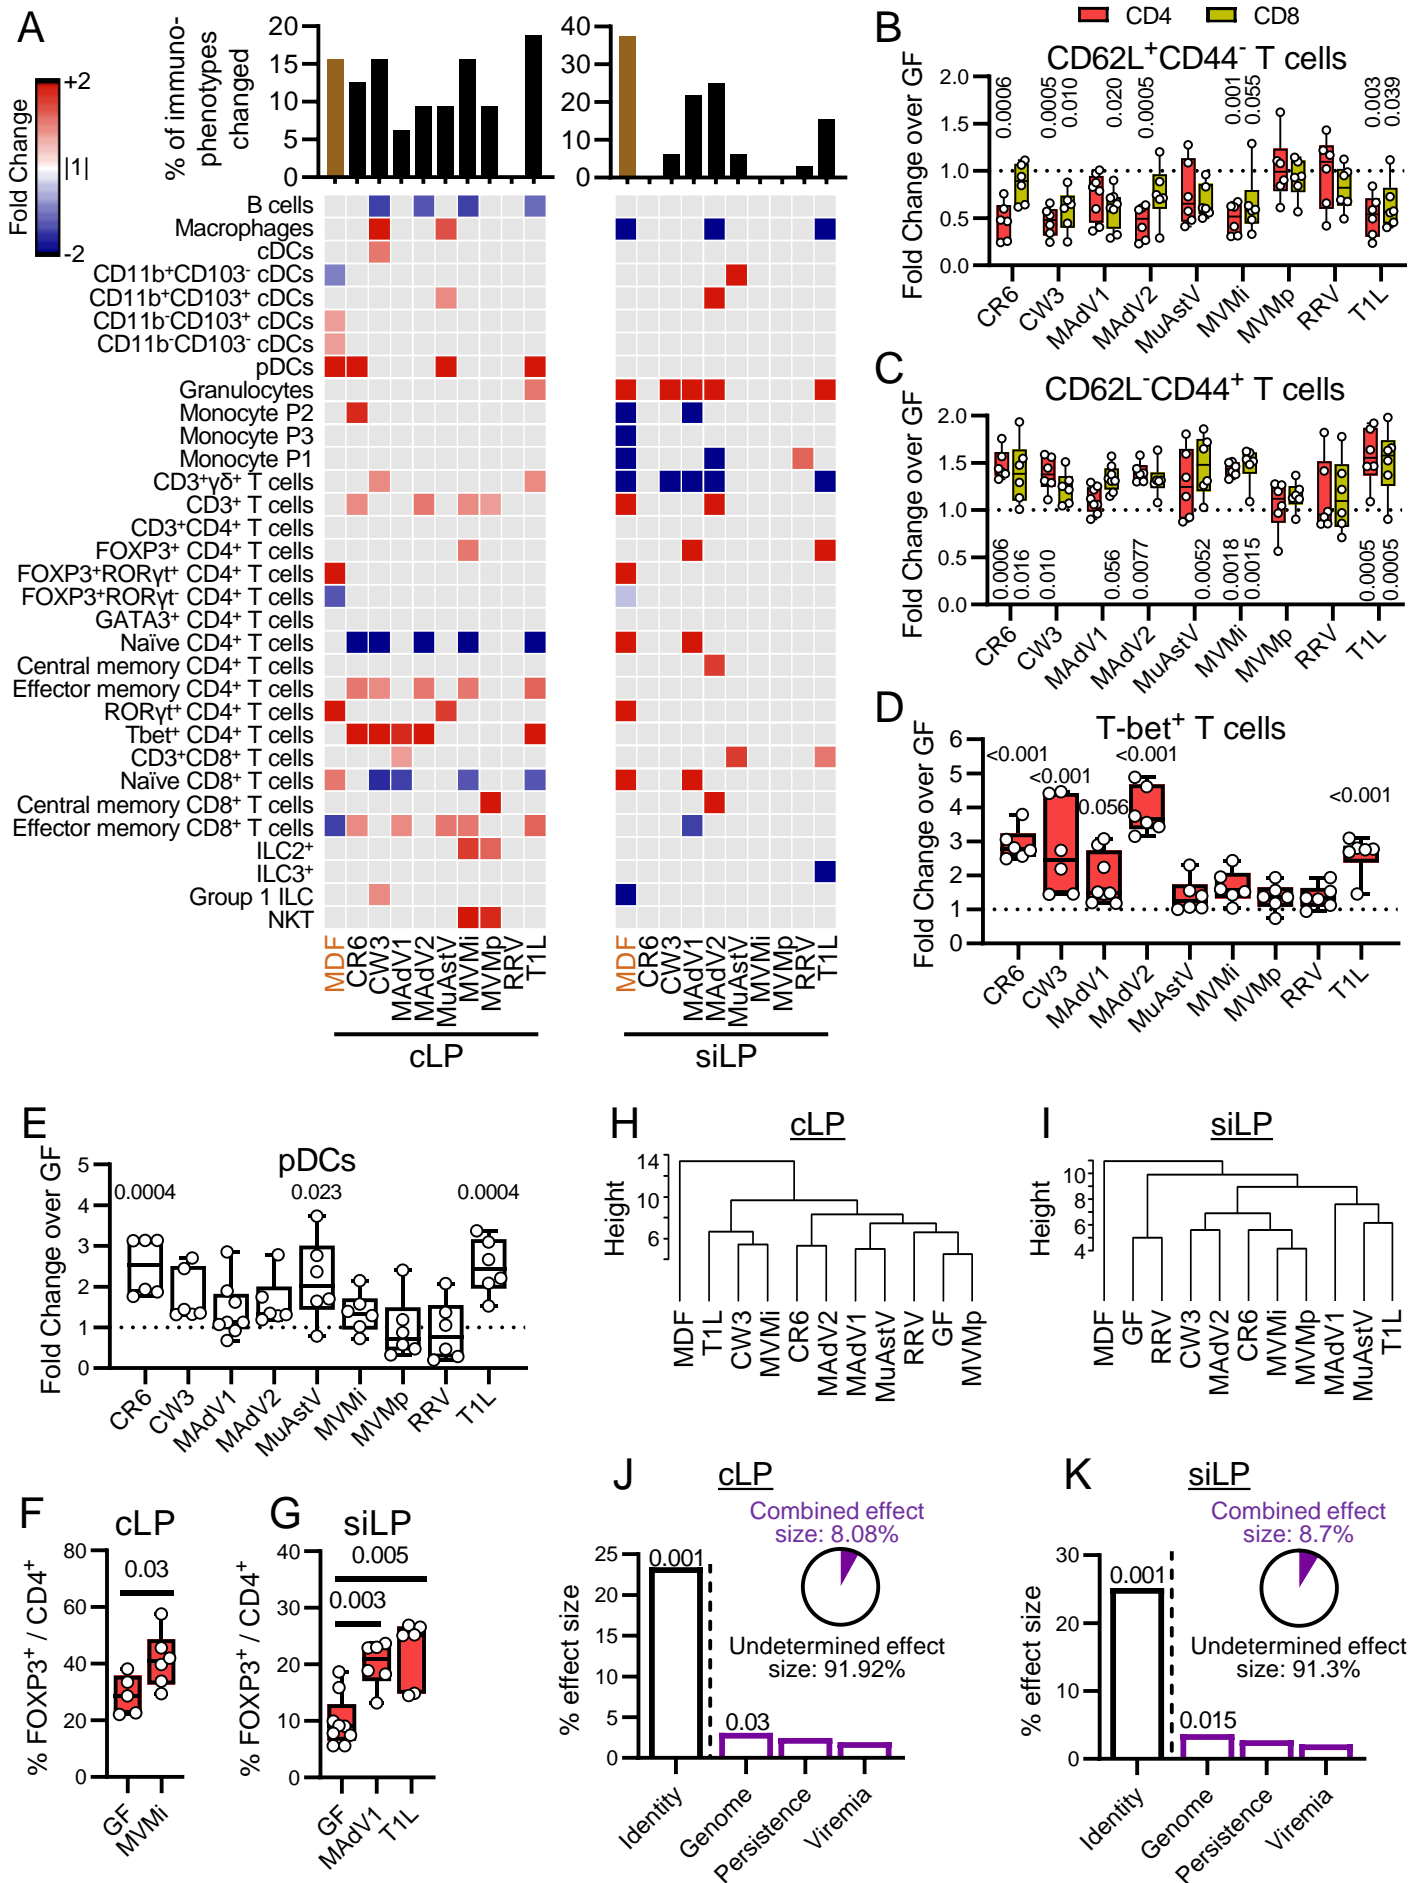 A
% of immuno-
phenotypes
changed
20
15
10
5
0
40
30
20
10
0
Fold Change
+2
|1|
-2
B cells
Macrophages
cDCs
CD11b⁺CD103⁻ cDCs
CD11b⁺CD103⁺ cDCs
CD11b⁻CD103⁺ cDCs
CD11b⁻CD103⁻ cDCs
pDCs
Granulocytes
Monocyte P2
Monocyte P3
Monocyte P1
CD3⁺γδ⁺ T cells
CD3⁺ T cells
CD3⁺CD4⁺ T cells
FOXP3⁺ CD4⁺ T cells
FOXP3⁺RORγt⁺ CD4⁺ T cells
FOXP3⁺RORγt⁻ CD4⁺ T cells
GATA3⁺ CD4⁺ T cells
Naïve CD4⁺ T cells
Central memory CD4⁺ T cells
Effector memory CD4⁺ T cells
RORγt⁺ CD4⁺ T cells
Tbet⁺ CD4⁺ T cells
CD3⁺CD8⁺ T cells
Naïve CD8⁺ T cells
Central memory CD8⁺ T cells
Effector memory CD8⁺ T cells
ILC2⁺
ILC3⁺
Group 1 ILC
NKT
MDF CR6 CW3 MAdV1 MAdV2 MuAstV MVMi MVMp RRV T1L
MDF CR6 CW3 MAdV1 MAdV2 MuAstV MVMi MVMp RRV T1L
cLP
siLP
B
CD4 CD8
CD62L⁺CD44⁻ T cells
Fold Change over GF
2.0
1.0
0.5
0.0
0.0006 0.0005 0.010 0.020 0.0005 0.001 0.055 0.003 0.039
CR6 CW3 MAdV1 MAdV2 MuAstV MVMi MVMp RRV T1L
C
CD62L⁻CD44⁺ T cells
Fold Change over GF
2.0
1.5
1.0
0.5
0.0
0.0006 0.016 0.010 0.056 0.0077 0.0052 0.0018 0.0015 0.0005 0.0005
CR6 CW3 MAdV1 MAdV2 MuAstV MVMi MVMp RRV T1L
D
T-bet⁺ T cells
Fold Change over GF
6
5
4
3
2
1
0
<0.001 <0.001 0.056 <0.001 <0.001
CR6 CW3 MAdV1 MAdV2 MuAstV MVMi MVMp RRV T1L
E
pDCs
Fold Change over GF
5
4
3
2
1
0
0.0004 0.023 0.0004
CR6 CW3 MAdV1 MAdV2 MuAstV MVMi MVMp RRV T1L
H
cLP
Height
14
10
6
MDF T1L CW3 MVMi CR6 MAdV2 MAdV1 MuAstV RRV GF MVMp
I
siLP
Height
10
8
6
4
MDF GF RRV CW3 MAdV2 CR6 MVMi MVMp MAdV1 MuAstV T1L
F
cLP
% FOXP3⁺ / CD4⁺
80
60
40
20
0
0.03
GF MVMi
G
siLP
% FOXP3⁺ / CD4⁺
40
30
20
10
0
0.005
0.003
GF MAdV1 T1L
J
cLP
Combined effect
size: 8.08%
% effect size
25
20
15
10
5
0
0.001
Undetermined effect
size: 91.92%
0.03
Identity Genome Persistence Viremia
K
siLP
Combined effect
size: 8.7%
% effect size
30
20
10
0
0.001
Undetermined effect
size: 91.3%
0.015
Identity Genome Persistence Viremia